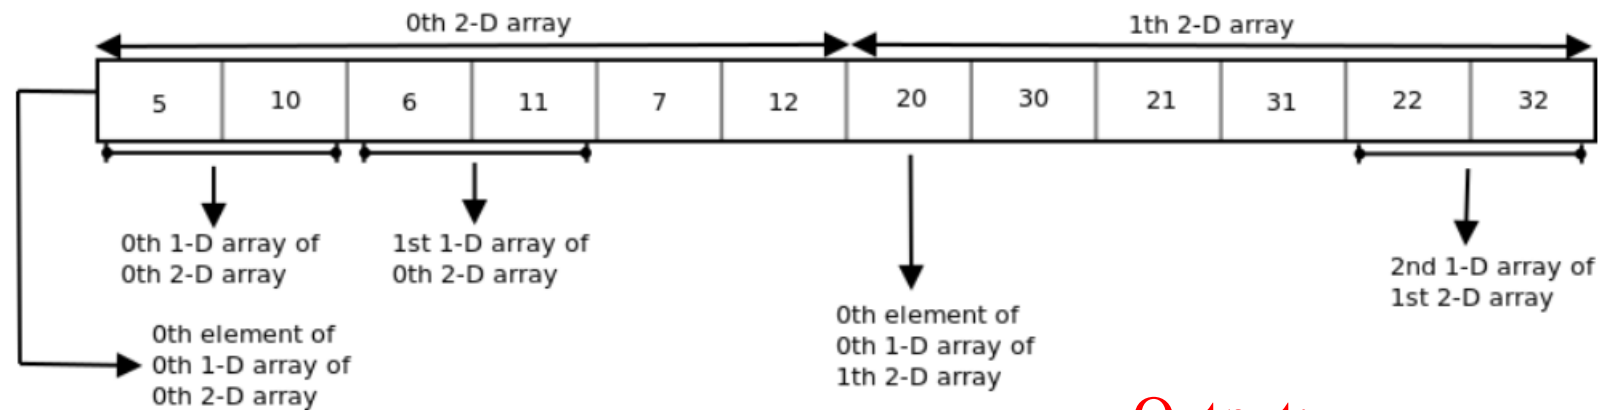 0th 2-D array
1th 2-D array
5 10 6 11 7 12 20 30 21 31 22 32
0th 1-D array of
0th 2-D array
1st 1-D array of
0th 2-D array
2nd 1-D array of
1st 2-D array
0th element of
0th 1-D array of
1th 2-D array
0th element of
0th 1-D array of
0th 2-D array